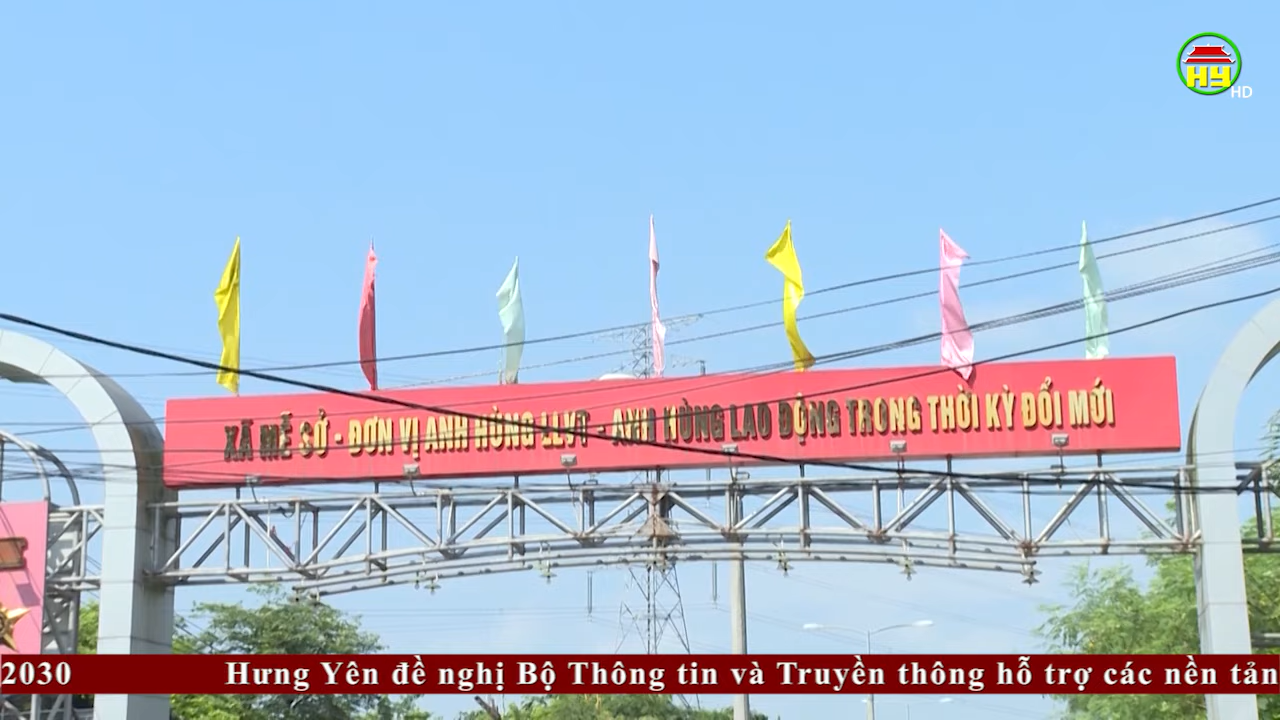 HY
HD
XÃ MỄ SỞ - ĐƠN VỊ ANH HÙNG LLVT - ANH HÙNG LAO ĐỘNG TRONG THỜI KỲ ĐỔI MỚI
2030 Hưng Yên đề nghị Bộ Thông tin và Truyền thông hỗ trợ các nền tản